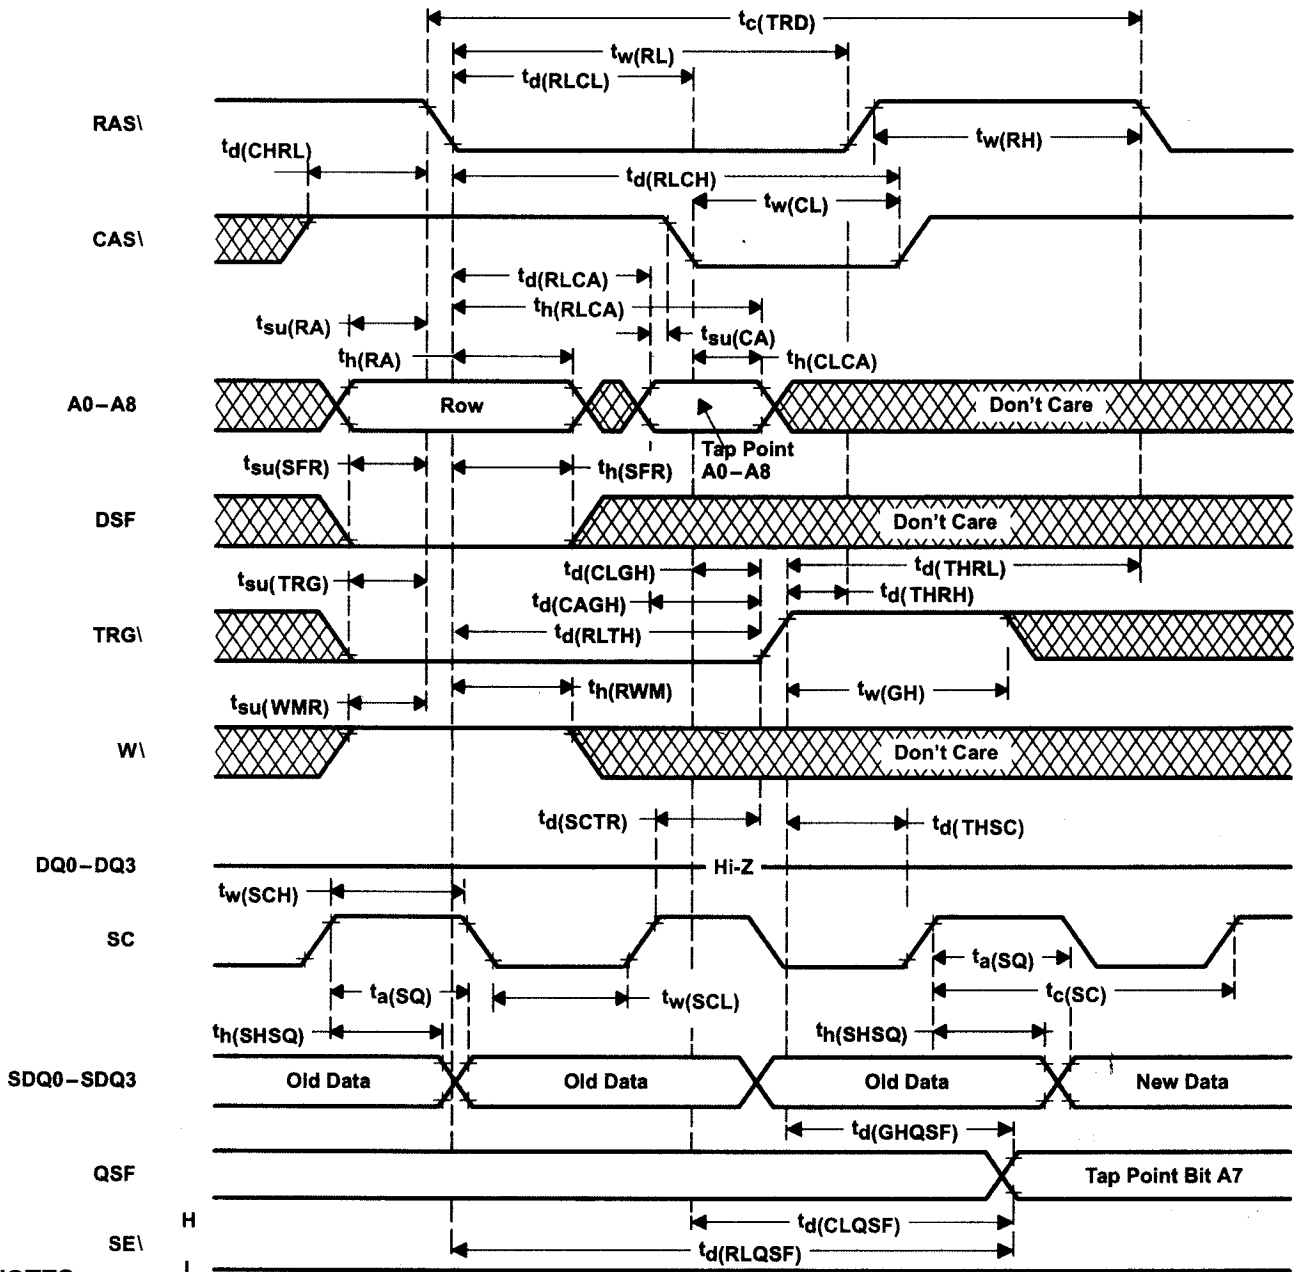 tc(TRD)
tw(RL)
td(RLCL)
RAS\
tw(RH)
td(CHRL)
td(RLCH)
tw(CL)
CAS\
td(RLCA)
th(RLCA)
tsu(RA)
tsu(CA)
th(RA)
th(CLCA)
A0–A8
Row
Don't Care
Tap Point
A0–A8
tsu(SFR)
th(SFR)
DSF
Don't Care
td(CLGH)
td(THRL)
tsu(TRG)
td(THRH)
td(CAGH)
TRG\
td(RLTH)
th(RWM)
tw(GH)
tsu(WMR)
W\
Don't Care
td(SCTR)
td(THSC)
DQ0–DQ3
Hi-Z
tw(SCH)
SC
ta(SQ)
ta(SQ)
tw(SCL)
tc(SC)
th(SHSQ)
th(SHSQ)
SDQ0–SDQ3
Old Data
Old Data
Old Data
New Data
td(GHQSF)
QSF
Tap Point Bit A7
H
td(CLQSF)
SE\
td(RLQSF)